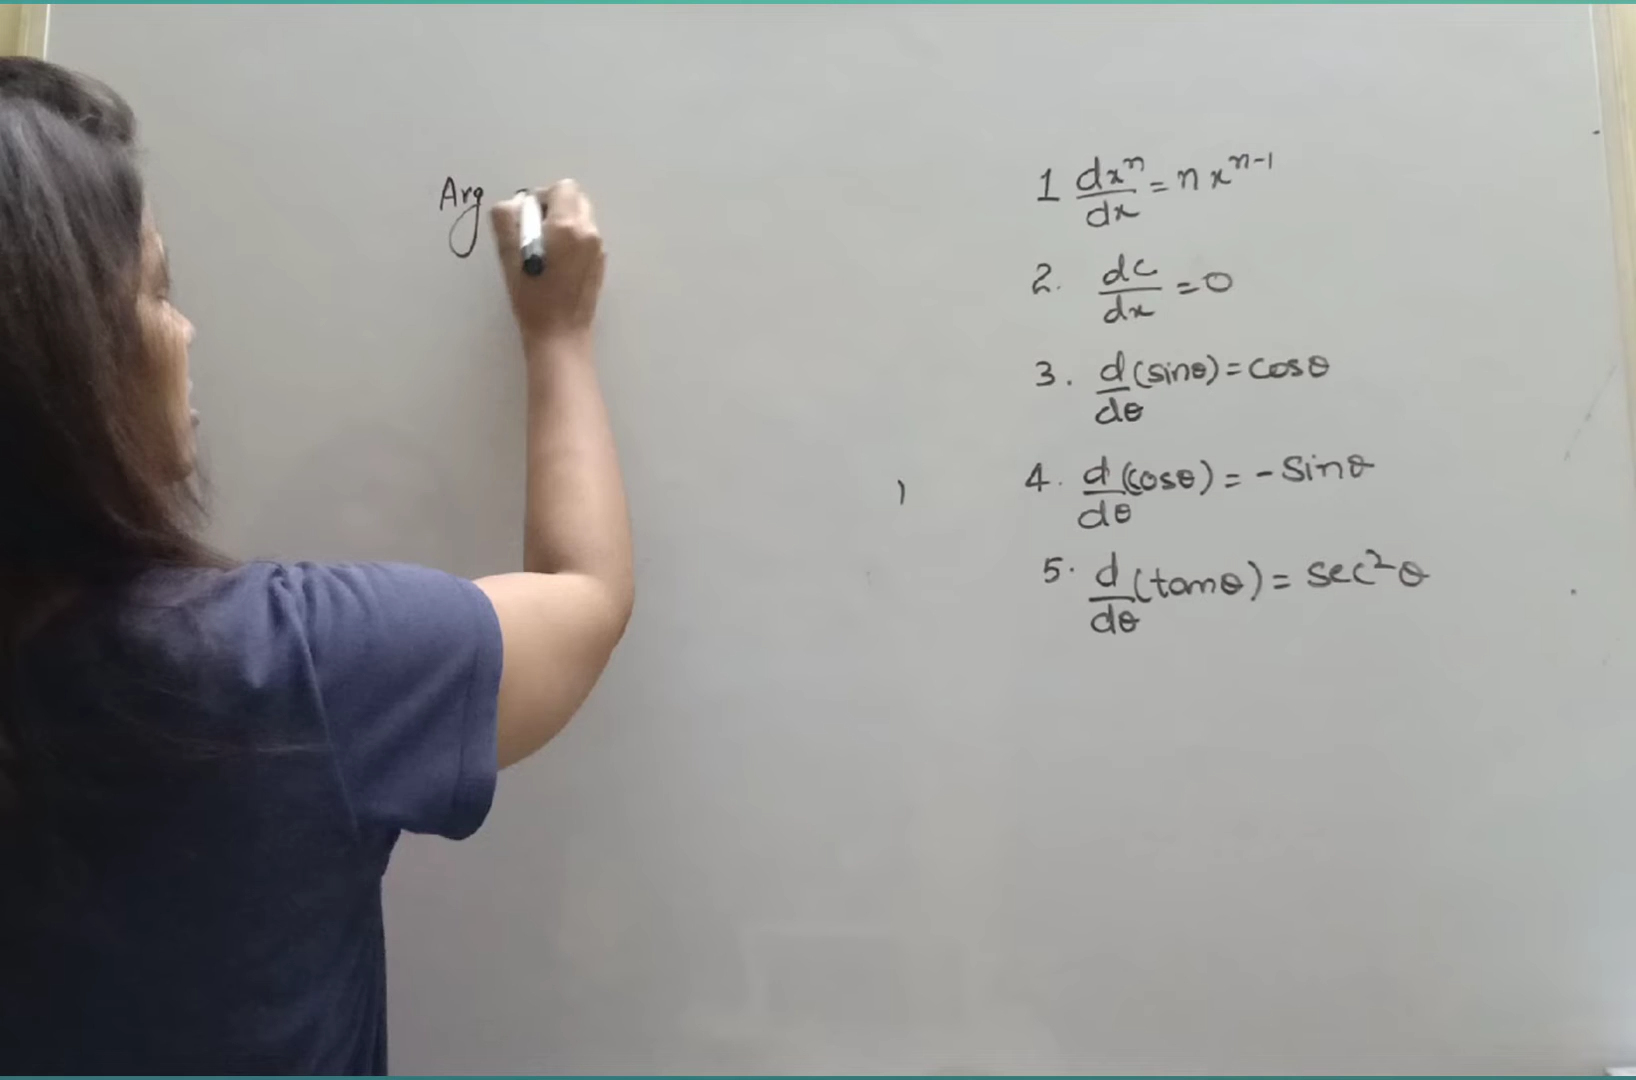 Arg
1 dxⁿ/dx = n xⁿ⁻¹
2. dc/dx = 0
3. d/dθ (sinθ) = cosθ
4. d/dθ (cosθ) = - Sinθ
5. d/dθ (tanθ) = sec²θ